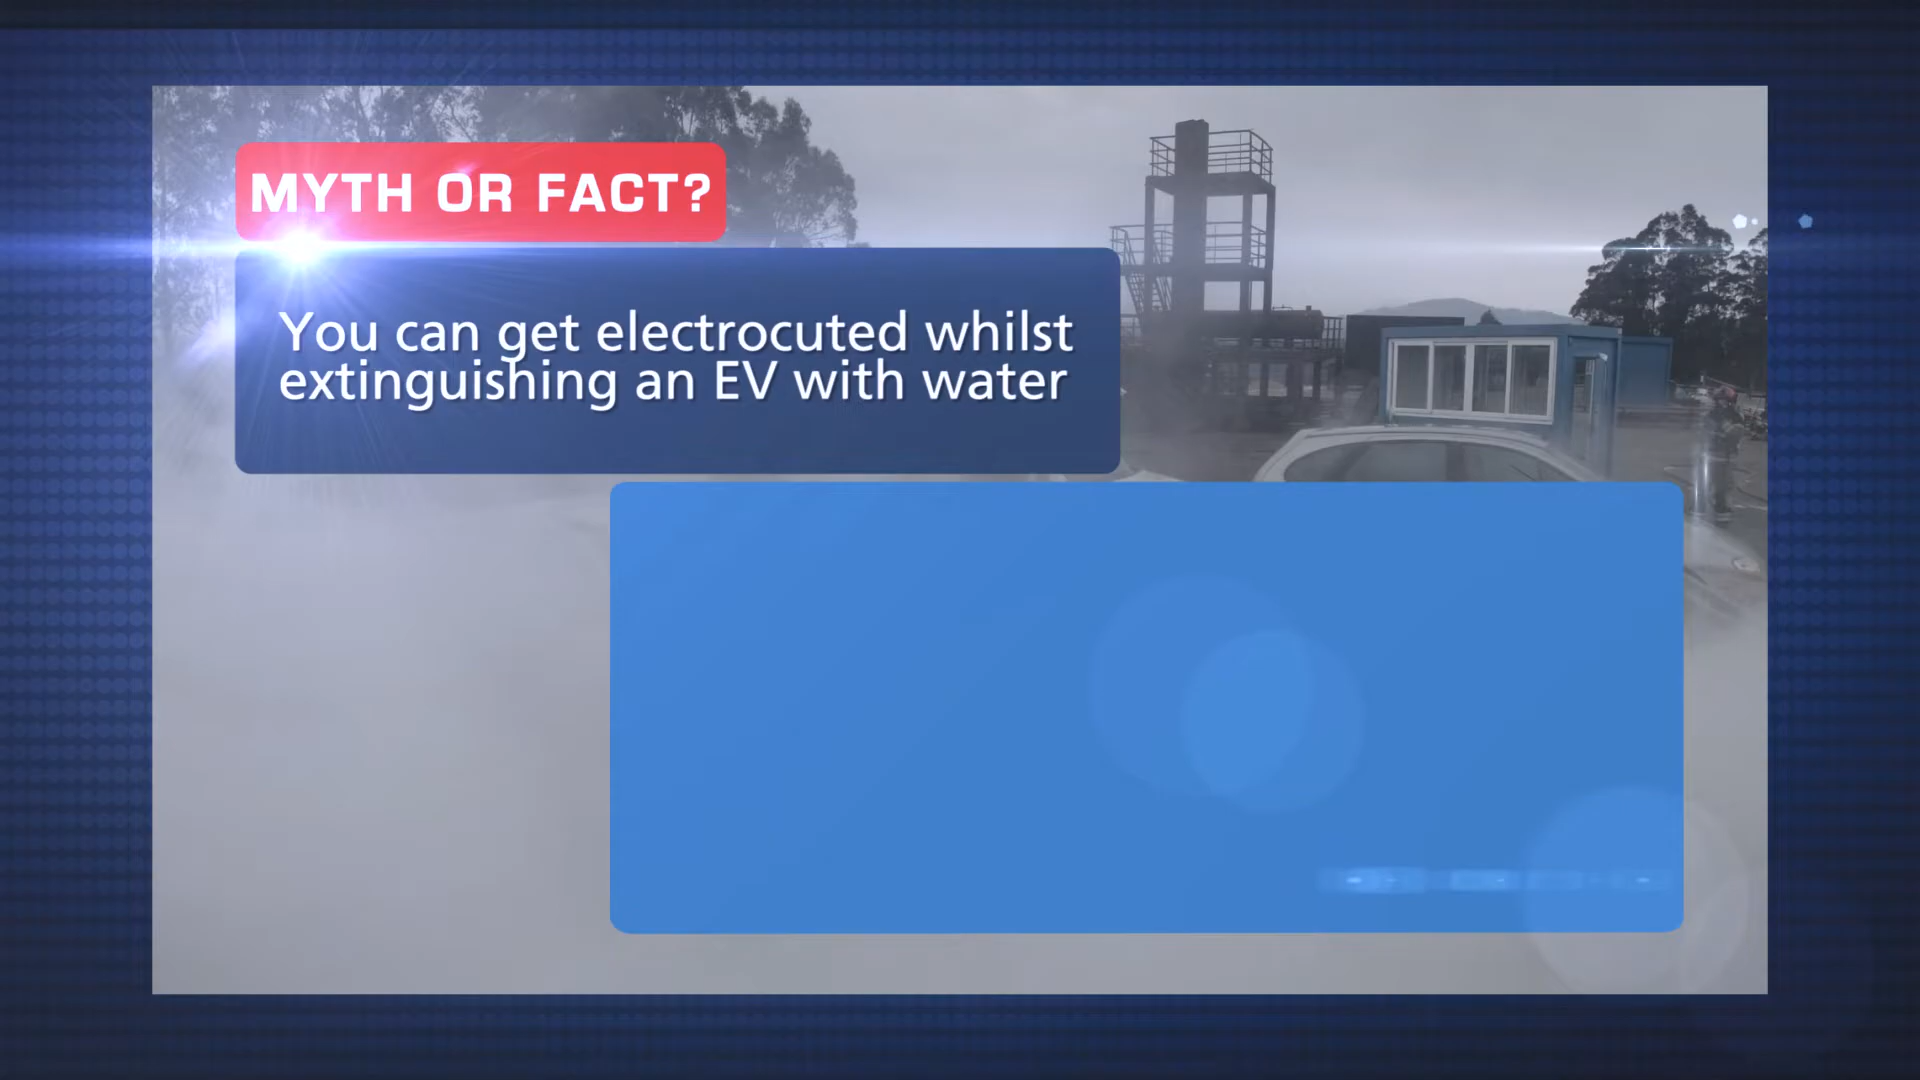 MYTH OR FACT?
You can get electrocuted whilst
extinguishing an EV with water